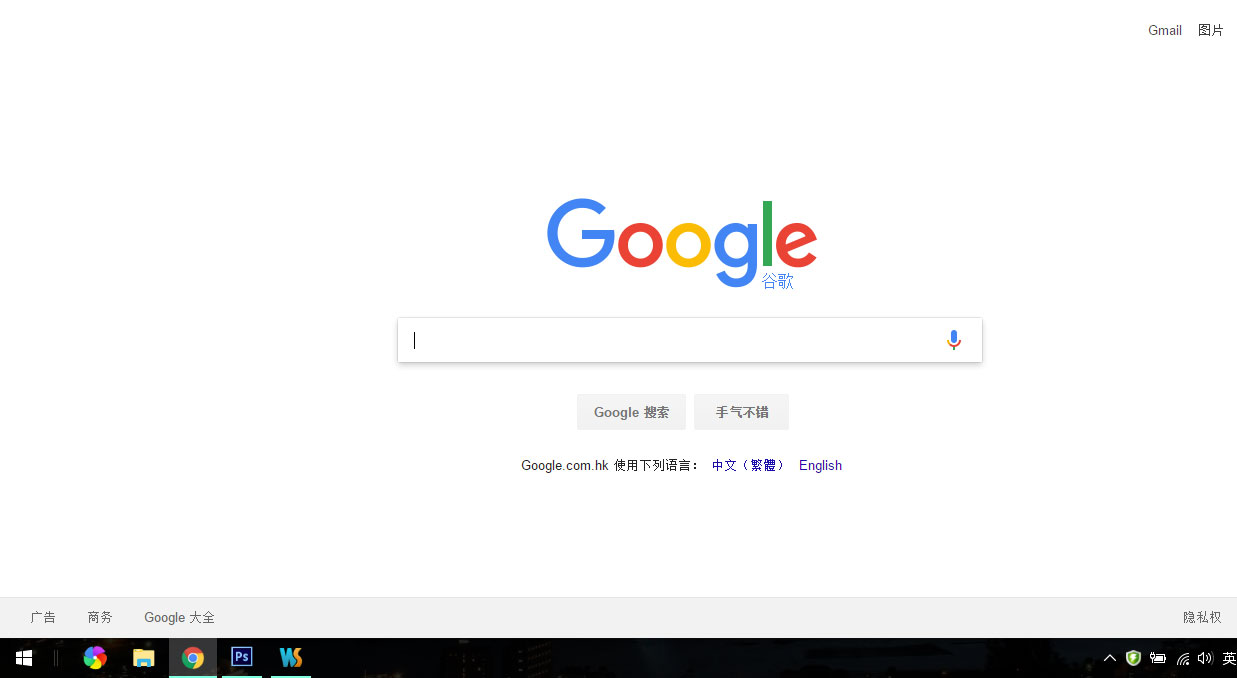 Gmail 图片
Google
谷歌
Google 搜索 手气不错
Google.com.hk 使用下列语言： 中文（繁體） English
广告 商务 Google 大全 隐私权
Ps WS 英